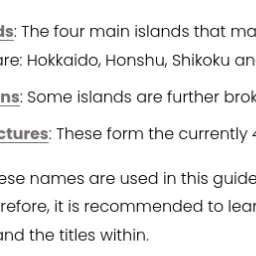 ds: The four main islands that ma
are: Hokkaido, Honshu, Shikoku an
ns: Some islands are further brok
ctures: These form the currently 4
ese names are used in this guide
refore, it is recommended to lear
and the titles within.